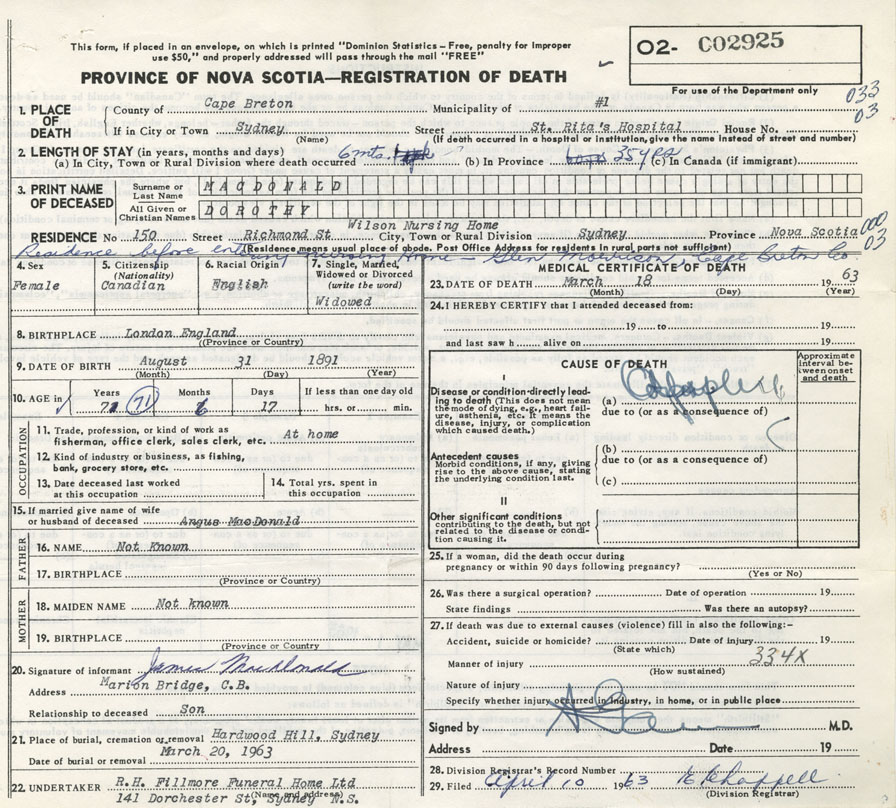 This form, if placed in an envelope, on which is printed "Dominion Statistics – Free, penalty for Improper
use $50," and properly addressed will pass through the mail "FREE"
O2- C02925
PROVINCE OF NOVA SCOTIA—REGISTRATION OF DEATH
For use of the Department only
033
03
1. PLACE OF DEATH
County of Cape Breton Municipality of #1
If in City or Town Sydney Street St. Rita's Hospital House No.
(Name) (If death occurred in a hospital or institution, give the name instead of street and number)
2. LENGTH OF STAY (in years, months and days)
(a) In City, Town or Rural Division where death occurred 6 mts. (b) In Province 35 yrs (c) In Canada (if immigrant)
3. PRINT NAME OF DECEASED
Surname or Last Name MACDONALD
All Given or Christian Names DOROTHY
Wilson Nursing Home
RESIDENCE No 150 Street Richmond St City, Town or Rural Division Sydney Province Nova Scotia
000
03
(Residence means usual place of abode. Post Office Address for residents in rural parts not sufficient)
Residence before entering Nursing Home – Glen Morrison, Cape Breton Co.
4. Sex
Female
5. Citizenship
(Nationality)
Canadian
6. Racial Origin
English
7. Single, Married,
Widowed or Divorced
(write the word)
Widowed
8. BIRTHPLACE London England
(Province or Country)
9. DATE OF BIRTH August 31 1891
(Month) (Day) (Year)
10. AGE in
Years Months Days If less than one day old
71 71 6 17 hrs. or min.
OCCUPATION
11. Trade, profession, or kind of work as
fisherman, office clerk, sales clerk, etc. At home
12. Kind of industry or business, as fishing,
bank, grocery store, etc.
13. Date deceased last worked
at this occupation
14. Total yrs. spent in
this occupation
15. If married give name of wife
or husband of deceased Angus MacDonald
FATHER
16. NAME Not Known
17. BIRTHPLACE
(Province or Country)
MOTHER
18. MAIDEN NAME Not known
19. BIRTHPLACE
(Province or Country
20. Signature of informant James MacDonald
Address Marion Bridge, C.B.
Relationship to deceased Son
21. Place of burial, cremation or removal Hardwood Hill, Sydney
Date of burial or removal March 20, 1963
22. UNDERTAKER R.H. Fillmore Funeral Home Ltd
(Name and address)
141 Dorchester St, Sydney N.S.
MEDICAL CERTIFICATE OF DEATH
23. DATE OF DEATH March 18 1963
(Month) (Day) (Year)
24. I HEREBY CERTIFY that I attended deceased from:
19 to 19
and last saw h alive on 19
CAUSE OF DEATH
Approximate interval between onset and death
I
Disease or condition directly leading to death (This does not mean
the mode of dying, e.g., heart failure, asthenia, etc. It means the
disease, injury, or complication
which caused death.)
(a)
due to (or as a consequence of)
Antecedent causes
Morbid conditions, if any, giving
rise to the above cause, stating
the underlying condition last.
(b)
due to (or as a consequence of)
(c)
II
Other significant conditions
contributing to the death, but not
related to the disease or condition causing it.
25. If a woman, did the death occur during
pregnancy or within 90 days following pregnancy?
(Yes or No)
26. Was there a surgical operation? Date of operation 19
State findings Was there an autopsy?
27. If death was due to external causes (violence) fill in also the following:–
Accident, suicide or homicide? Date of injury 19
(State which)
334X
Manner of injury
(How sustained)
Nature of injury
Specify whether injury occurred in industry, in home, or in public place
Signed by M.D.
Address Date 19
28. Division Registrar's Record Number
29. Filed April 10 1963 E Chappell
(Division Registrar)